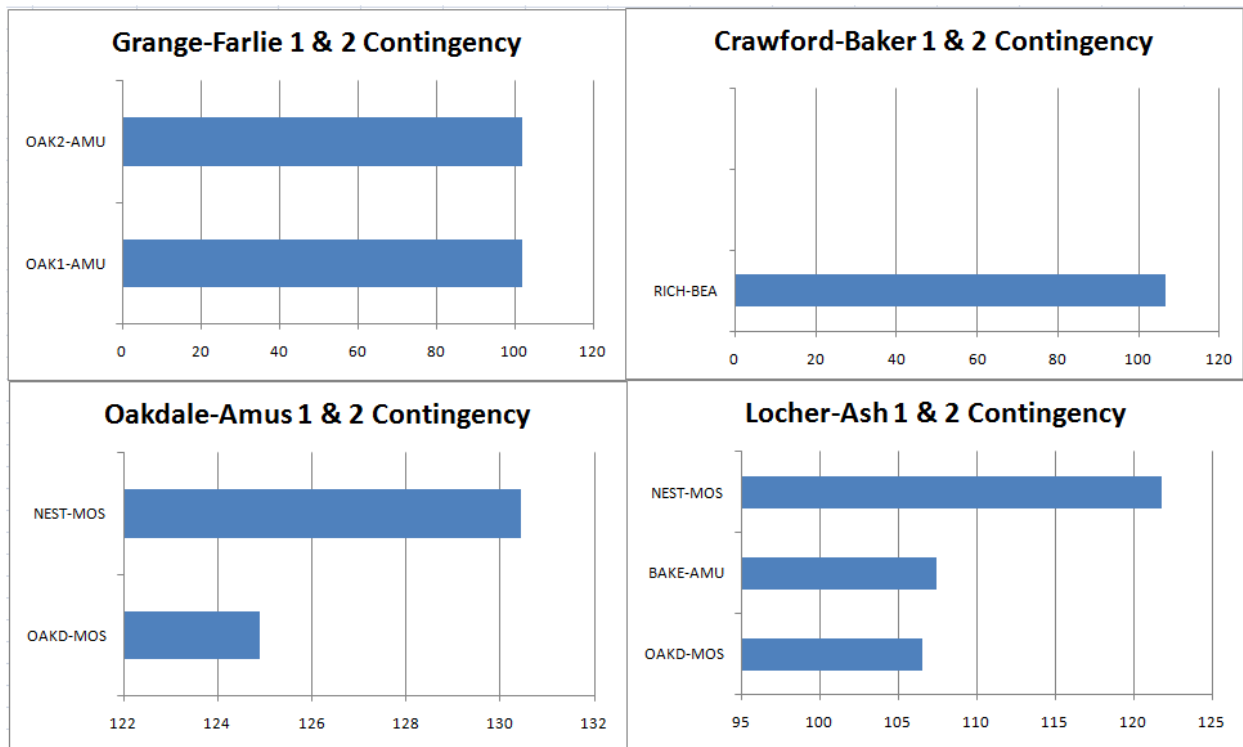 Grange-Farlie 1 & 2 Contingency
OAK2-AMU
OAK1-AMU
0 20 40 60 80 100 120
Crawford-Baker 1 & 2 Contingency
RICH-BEA
0 20 40 60 80 100 120
Oakdale-Amus 1 & 2 Contingency
NEST-MOS
OAKD-MOS
122 124 126 128 130 132
Locher-Ash 1 & 2 Contingency
NEST-MOS
BAKE-AMU
OAKD-MOS
95 100 105 110 115 120 125